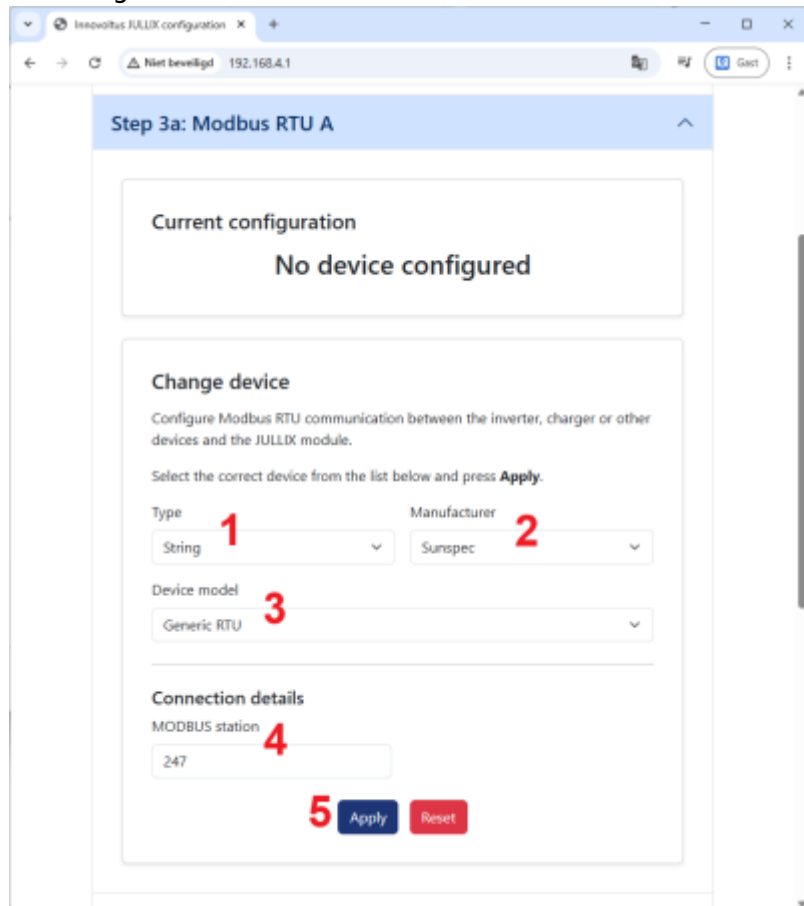 Innovoltus JULLIX configuration
Niet beveiligd 192.168.4.1
Gast
Step 3a: Modbus RTU A
Current configuration
No device configured
Change device
Configure Modbus RTU communication between the inverter, charger or other
devices and the JULLIX module.
Select the correct device from the list below and press Apply.
Type Manufacturer
1 2
String Sunspec
Device model
3
Generic RTU
Connection details
MODBUS station
4
247
5 Apply Reset